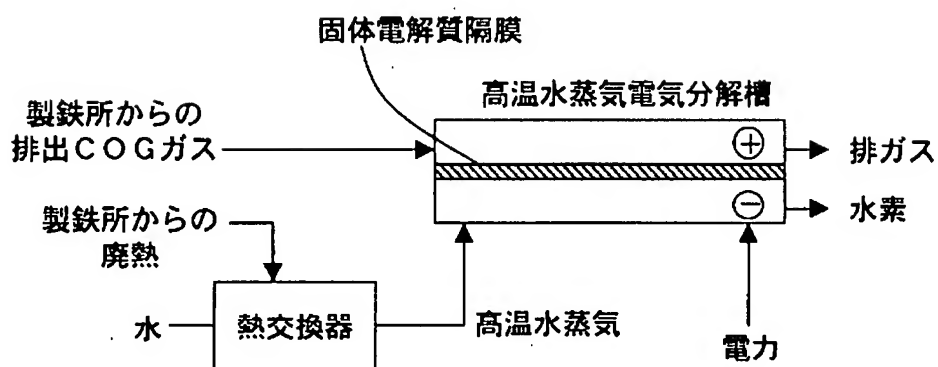 固体電解質隔膜
高温水蒸気電気分解槽
製鉄所からの
排出COGガス
+
排ガス
−
水素
製鉄所からの
廃熱
水
熱交換器
高温水蒸気
電力